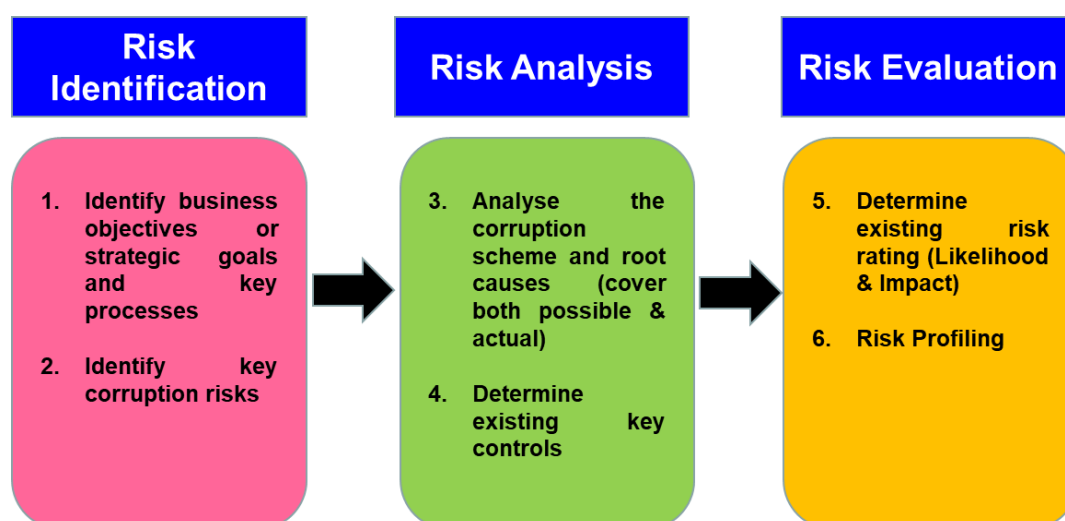 Risk
Identification
1. Identify business
objectives or
strategic goals
and key
processes
2. Identify key
corruption risks
Risk Analysis
3. Analyse the
corruption
scheme and root
causes (cover
both possible &
actual)
4. Determine
existing key
controls
Risk Evaluation
5. Determine
existing risk
rating (Likelihood
& Impact)
6. Risk Profiling